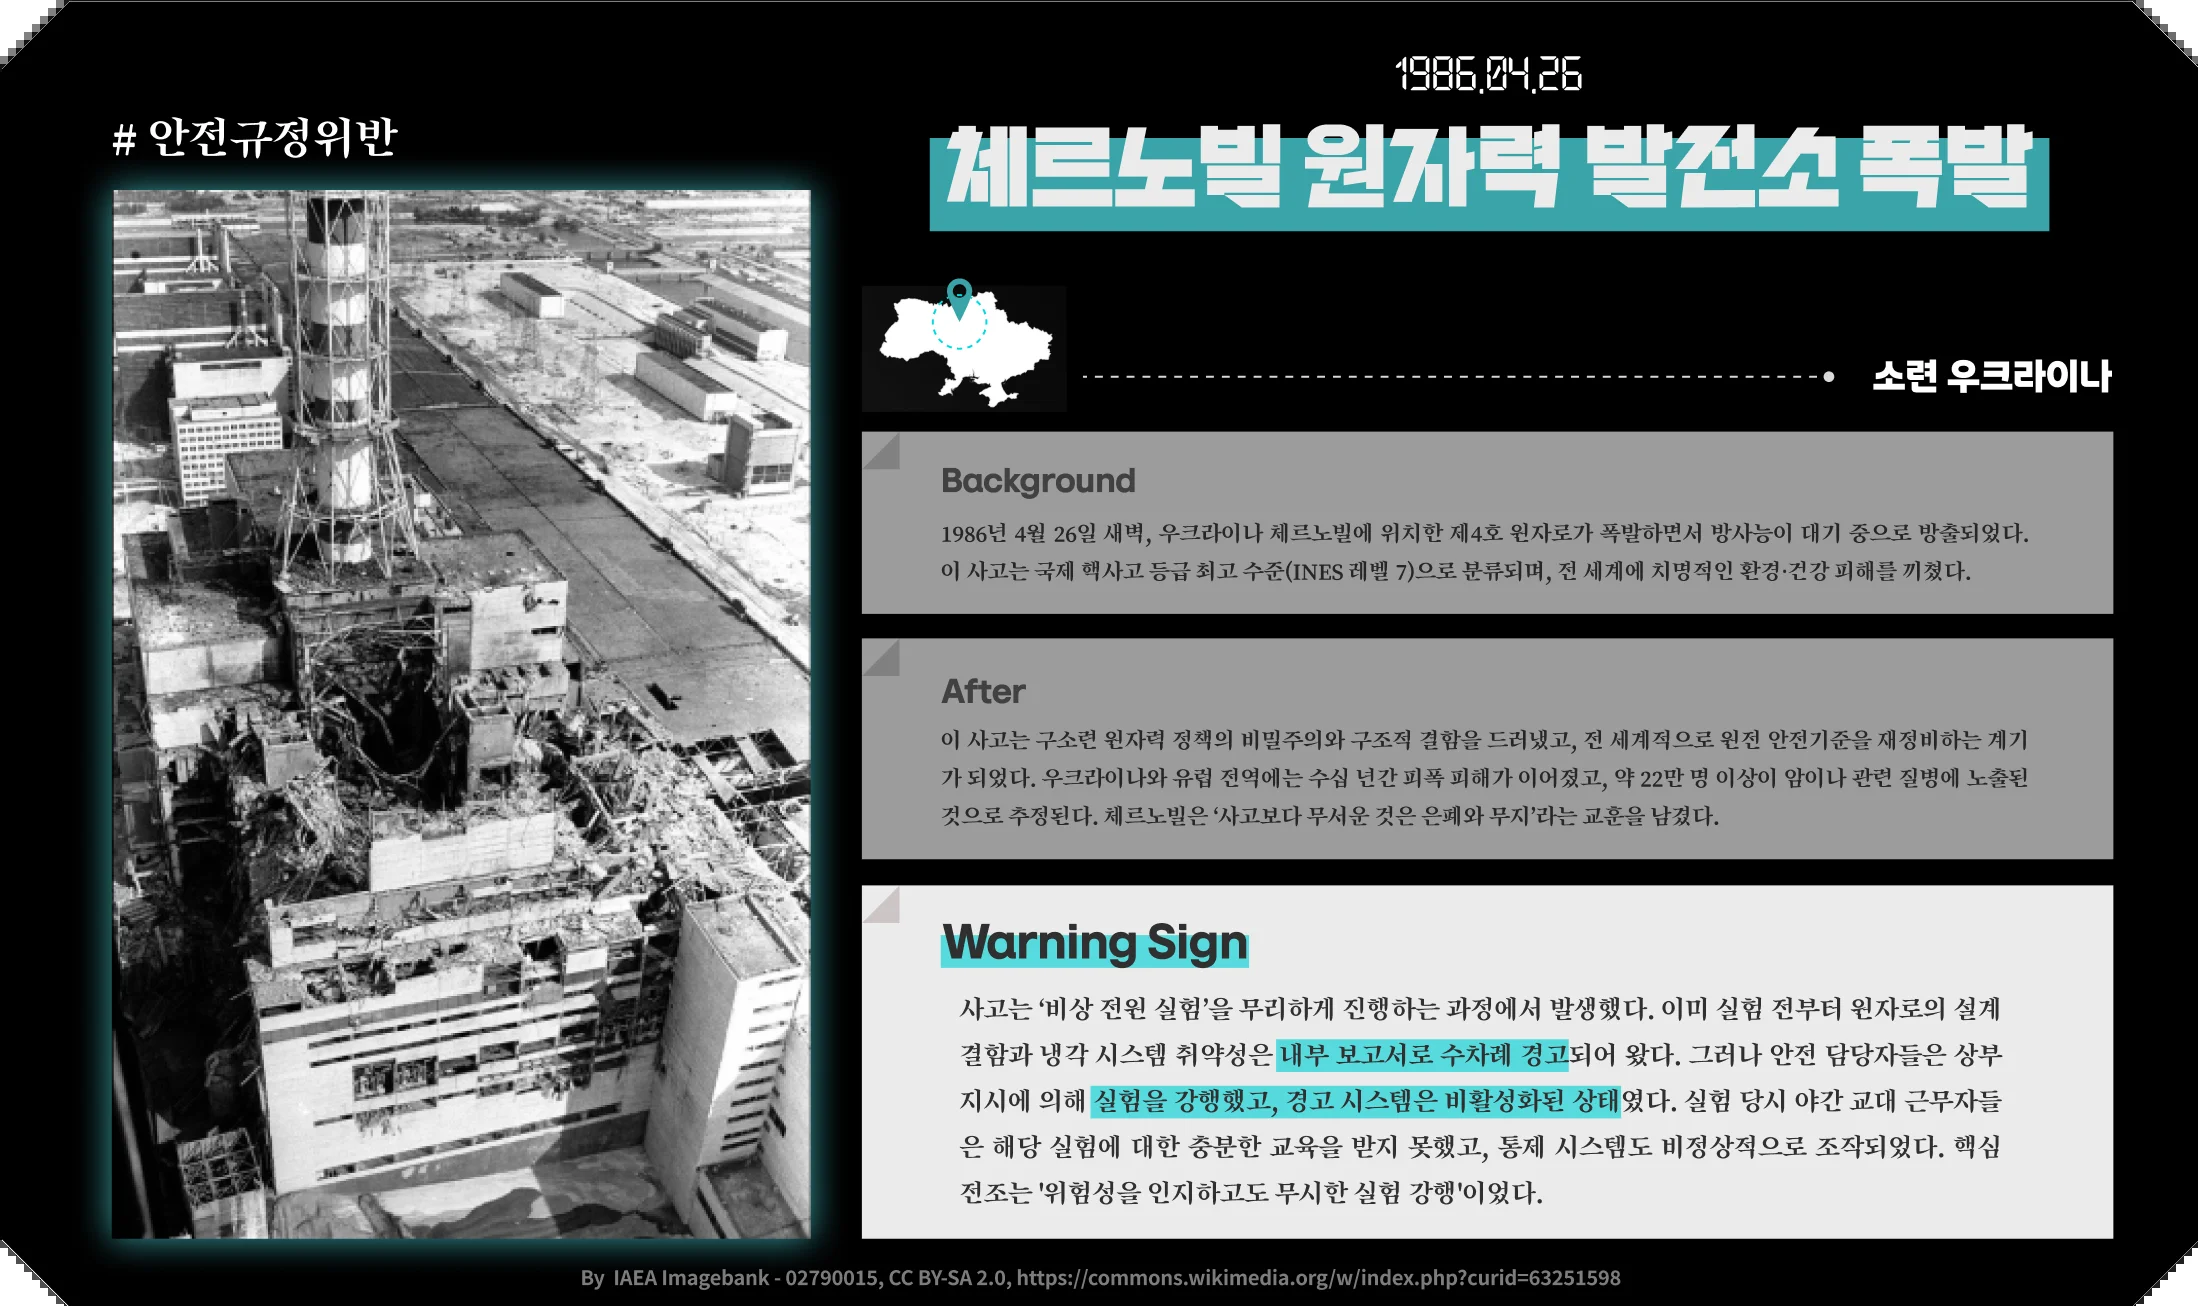 # 안전규정위반
1986.04.26
체르노빌 원자력 발전소 폭발
소련 우크라이나
Background
1986년 4월 26일 새벽, 우크라이나 체르노빌에 위치한 제4호 원자로가 폭발하면서 방사능이 대기 중으로 방출되었다.
이 사고는 국제 핵사고 등급 최고 수준(INES 레벨 7)으로 분류되며, 전 세계에 치명적인 환경·건강 피해를 끼쳤다.
After
이 사고는 구소련 원자력 정책의 비밀주의와 구조적 결함을 드러냈고, 전 세계적으로 원전 안전기준을 재정비하는 계기
가 되었다. 우크라이나와 유럽 전역에는 수십 년간 피폭 피해가 이어졌고, 약 22만 명 이상이 암이나 관련 질병에 노출된
것으로 추정된다. 체르노빌은 ‘사고보다 무서운 것은 은폐와 무지’라는 교훈을 남겼다.
Warning Sign
사고는 ‘비상 전원 실험’을 무리하게 진행하는 과정에서 발생했다. 이미 실험 전부터 원자로의 설계
결함과 냉각 시스템 취약성은 내부 보고서로 수차례 경고되어 왔다. 그러나 안전 담당자들은 상부
지시에 의해 실험을 강행했고, 경고 시스템은 비활성화된 상태였다. 실험 당시 야간 교대 근무자들
은 해당 실험에 대한 충분한 교육을 받지 못했고, 통제 시스템도 비정상적으로 조작되었다. 핵심
전조는 '위험성을 인지하고도 무시한 실험 강행'이었다.
By IAEA Imagebank - 02790015, CC BY-SA 2.0, https://commons.wikimedia.org/w/index.php?curid=63251598